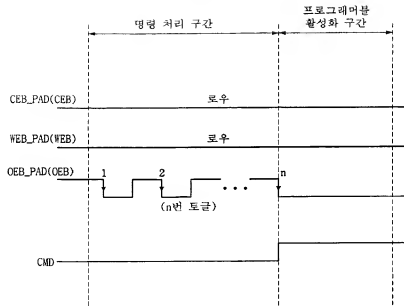 명령 처리 구간
프로그래머블
활성화 구간
CEB_PAD(CEB)
로우
WEB_PAD(WEB)
로우
OEB_PAD(OEB)
1
2
n
(n번 토글)
CMD